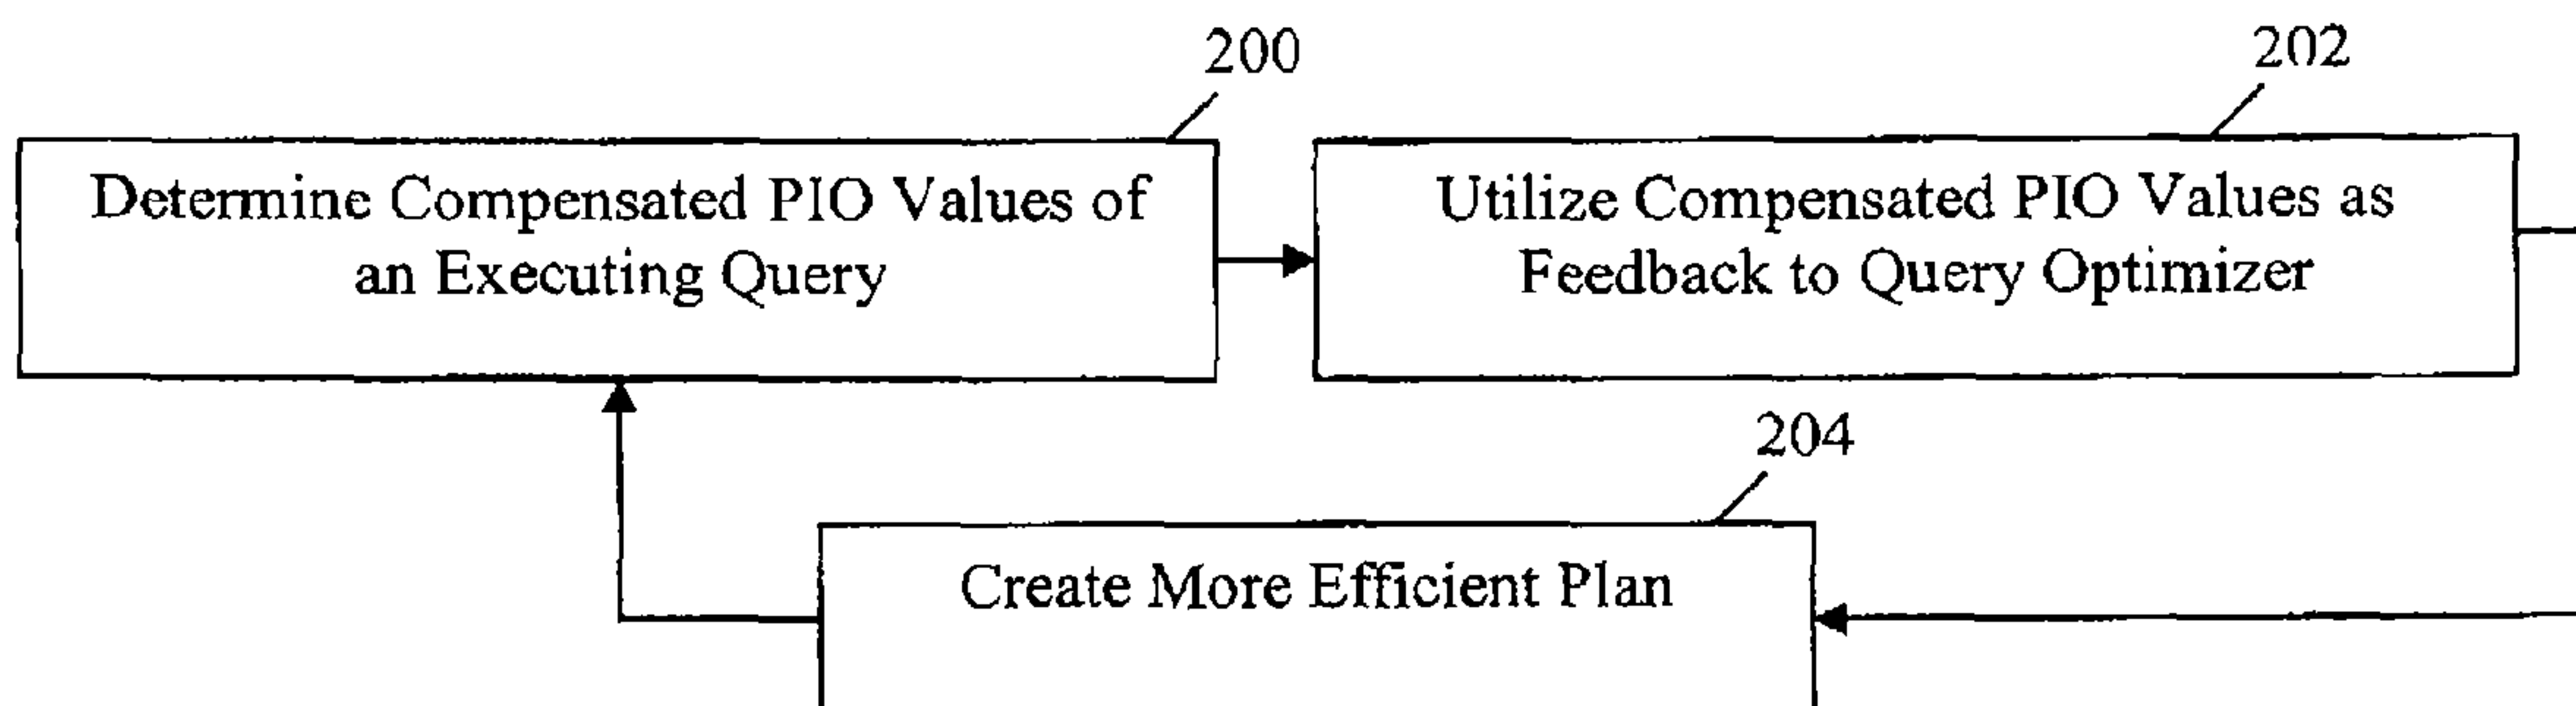 200
Determine Compensated PIO Values of
an Executing Query
202
Utilize Compensated PIO Values as
Feedback to Query Optimizer
204
Create More Efficient Plan